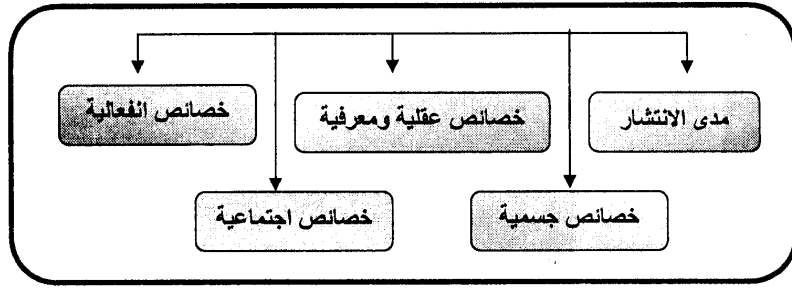 مدى الانتشار
خصائص عقلية ومعرفية
خصائص انفعالية
خصائص جسمية
خصائص اجتماعية